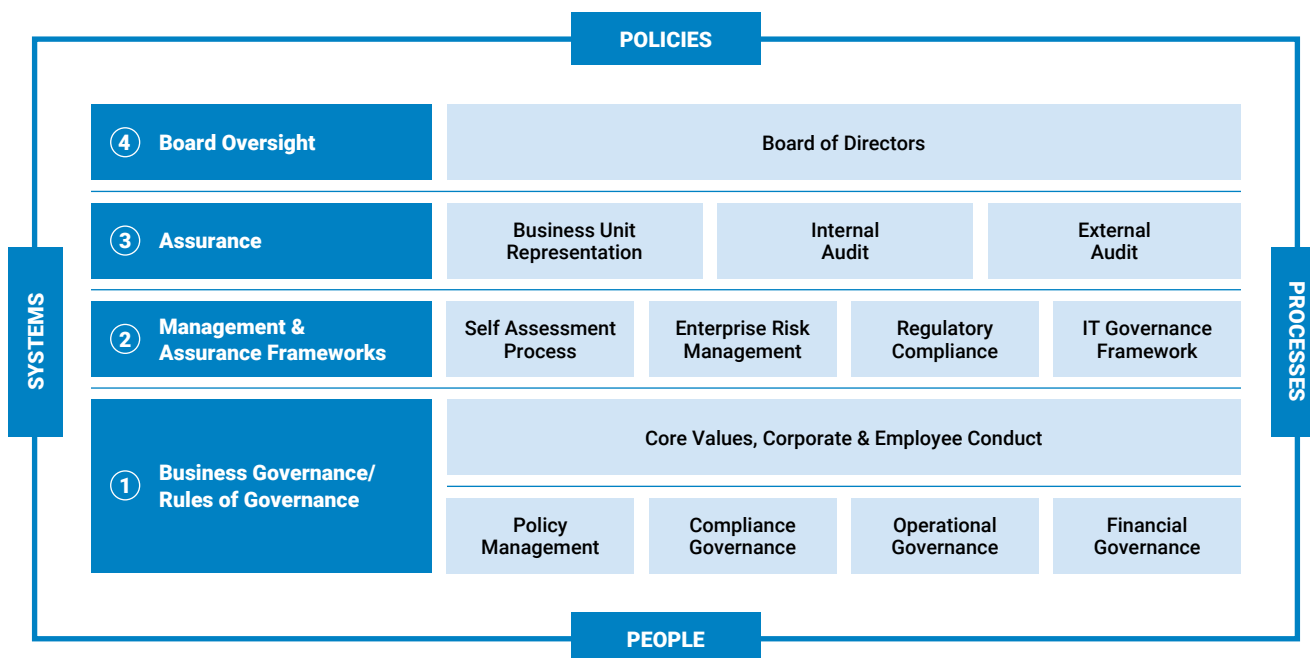 POLICIES
4
Board Oversight
Board of Directors
3
Assurance
Business Unit
Representation
Internal
Audit
External
Audit
SYSTEMS
PROCESSES
2
Management &
Assurance Frameworks
Self Assessment
Process
Enterprise Risk
Management
Regulatory
Compliance
IT Governance
Framework
1
Business Governance/
Rules of Governance
Core Values, Corporate & Employee Conduct
Policy
Management
Compliance
Governance
Operational
Governance
Financial
Governance
PEOPLE